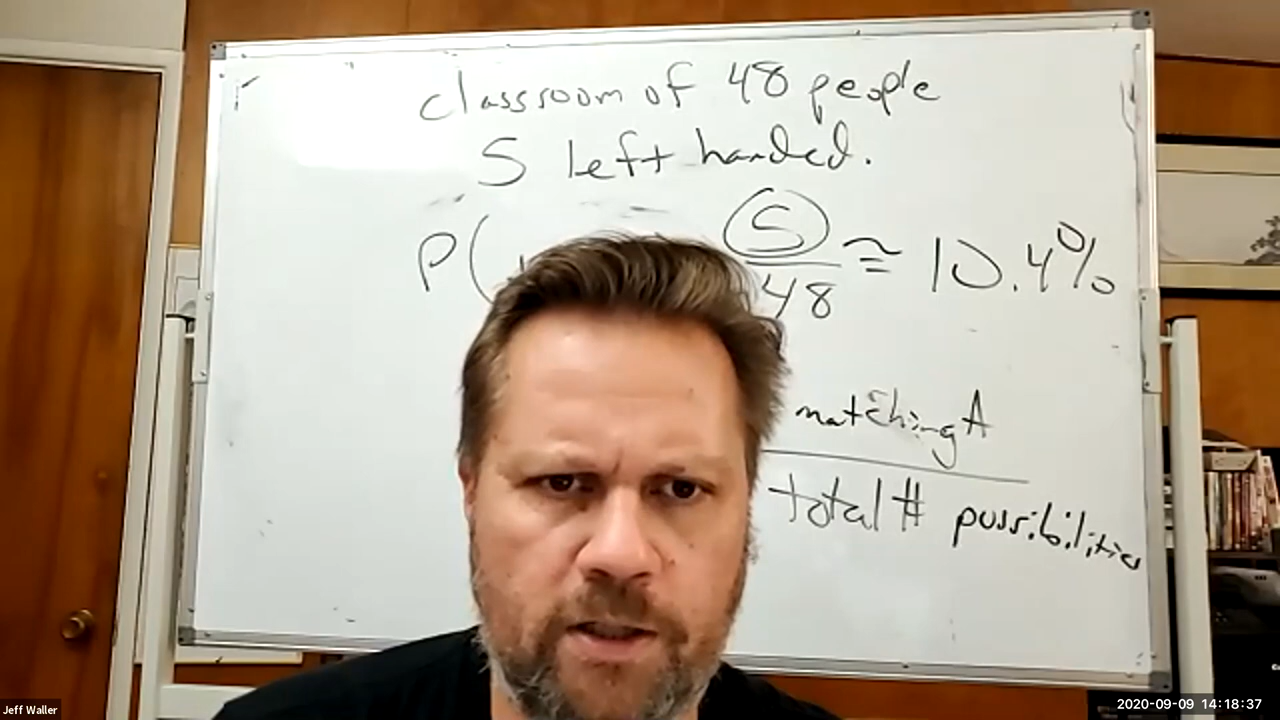 classroom of 48 people
5 left handed.
P( 5/48 ≈ 10.4%
matching A
total # possibilities
Jeff Waller
2020-09-09 14:18:37